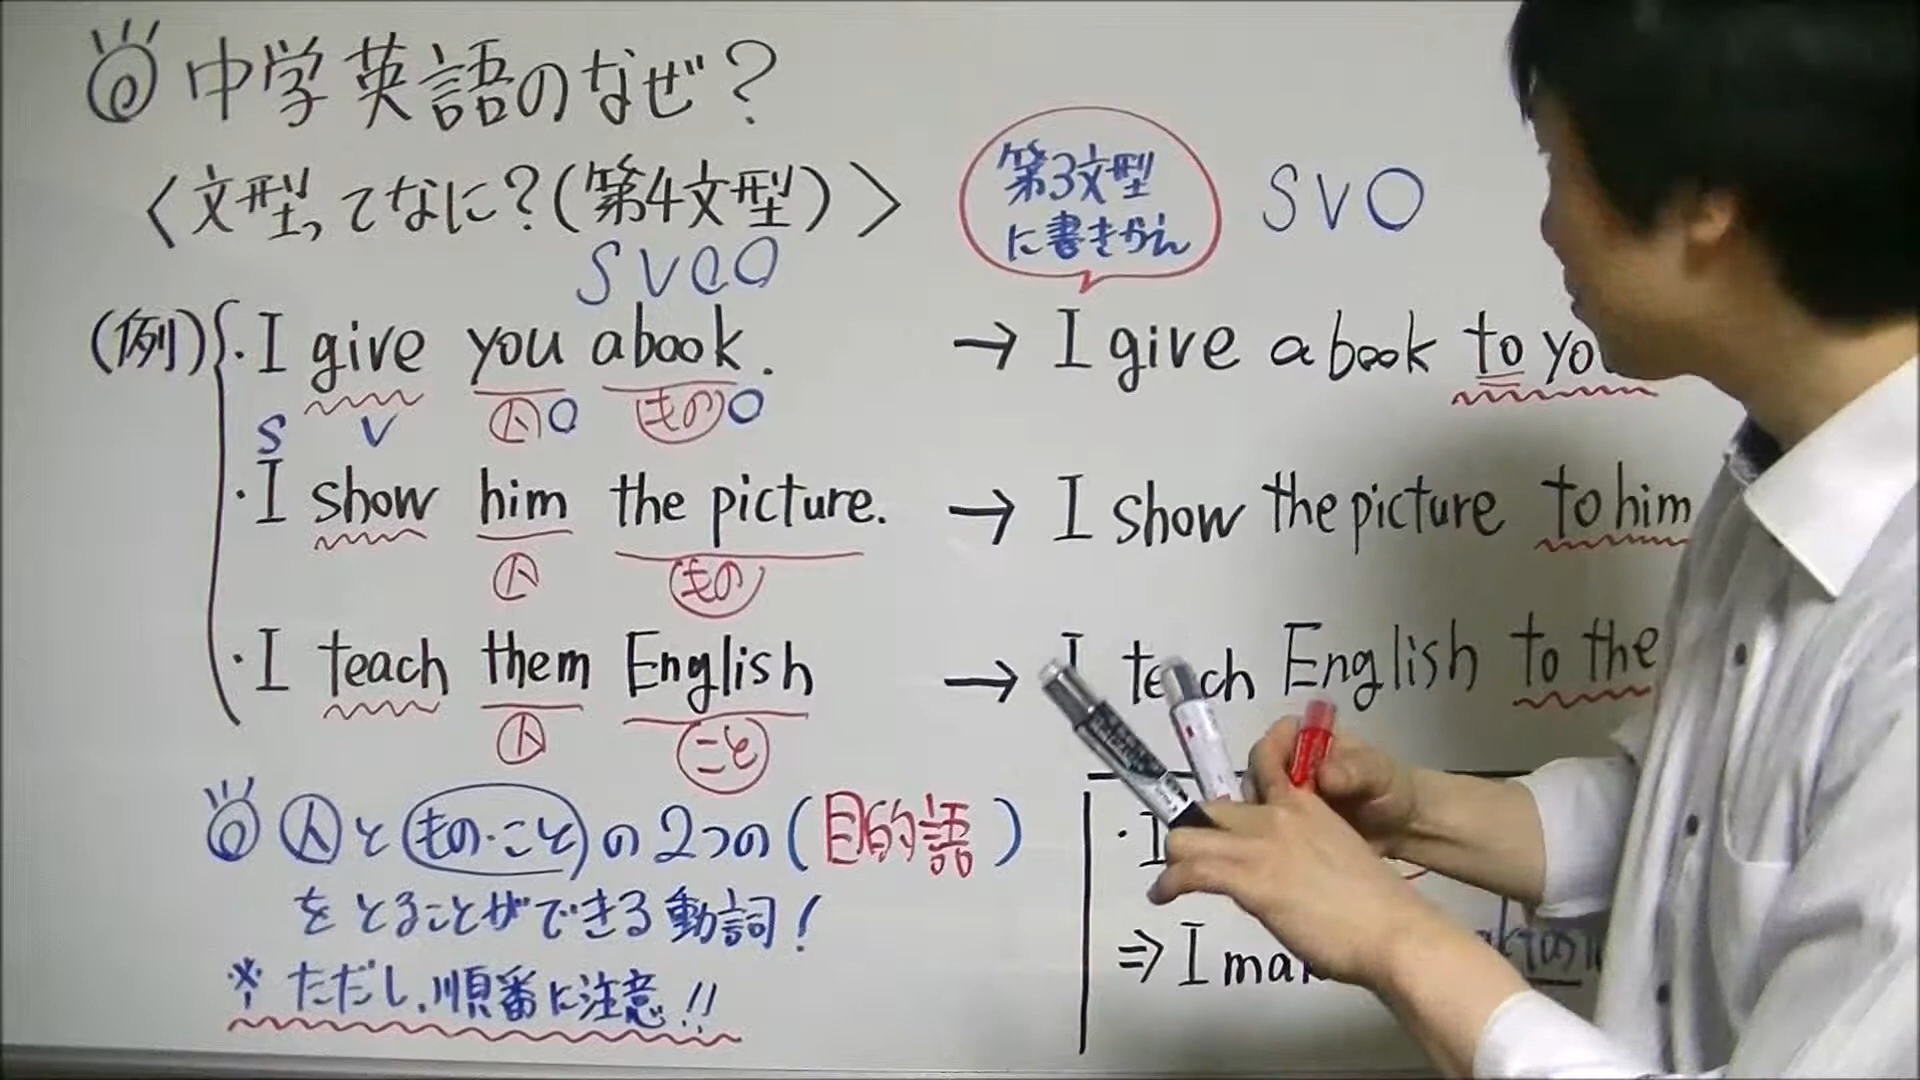 中学英語のなぜ?
〈文型ってなに?(第4文型)〉
SVOO
第3文型
に書きかえ
SVO
(例)
・I give you a book.
人O ものO
S V
→ I give a book to yo
・I show him the picture.
人 もの
→ I show the picture to him
・I teach them English
人 こと
→ I teach English to the
人ともの・ことの2つの(目的語)
をとることができる動詞!
※ただし、順番に注意!!
・I
⇒ I ma